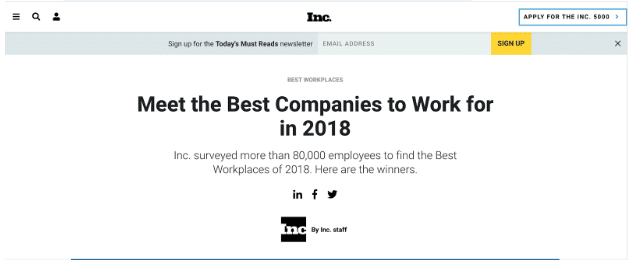 Inc.
APPLY FOR THE INC. 5000 >
Sign up for the Today's Must Reads newsletter
EMAIL ADDRESS
SIGN UP
BEST WORKPLACES
Meet the Best Companies to Work for
in 2018
Inc. surveyed more than 80,000 employees to find the Best
Workplaces of 2018. Here are the winners.
in f
Inc.
By Inc. staff